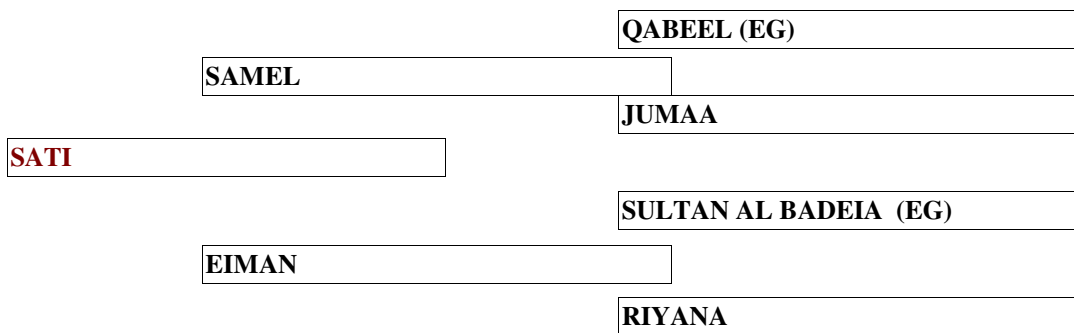 QABEEL (EG)
SAMEL
JUMAA
SATI
SULTAN AL BADEIA (EG)
EIMAN
RIYANA